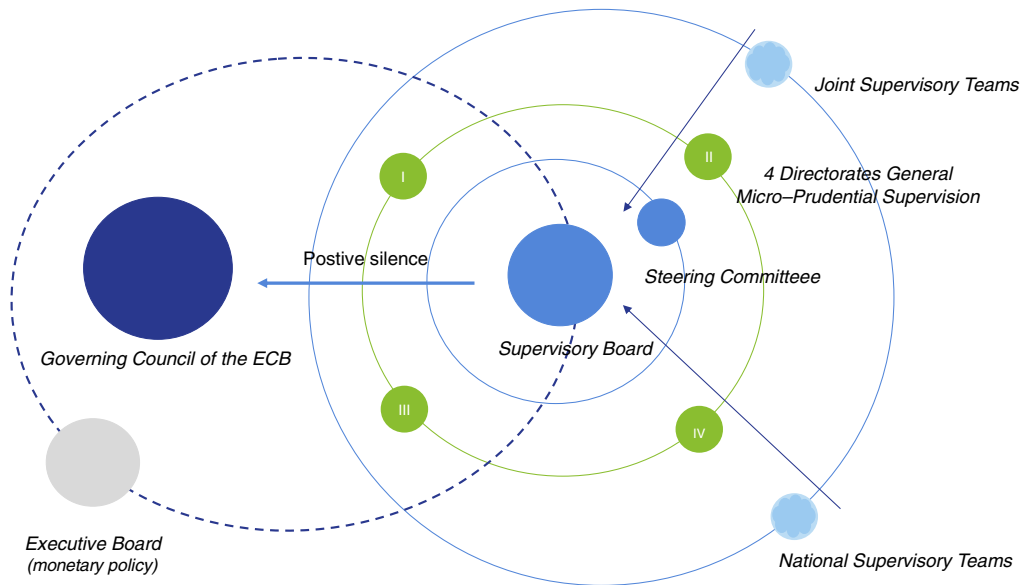 Joint Supervisory Teams
I
II
4 Directorates General
Micro–Prudential Supervision
Postive silence
Steering Committeee
Governing Council of the ECB
Supervisory Board
III
IV
Executive Board
(monetary policy)
National Supervisory Teams